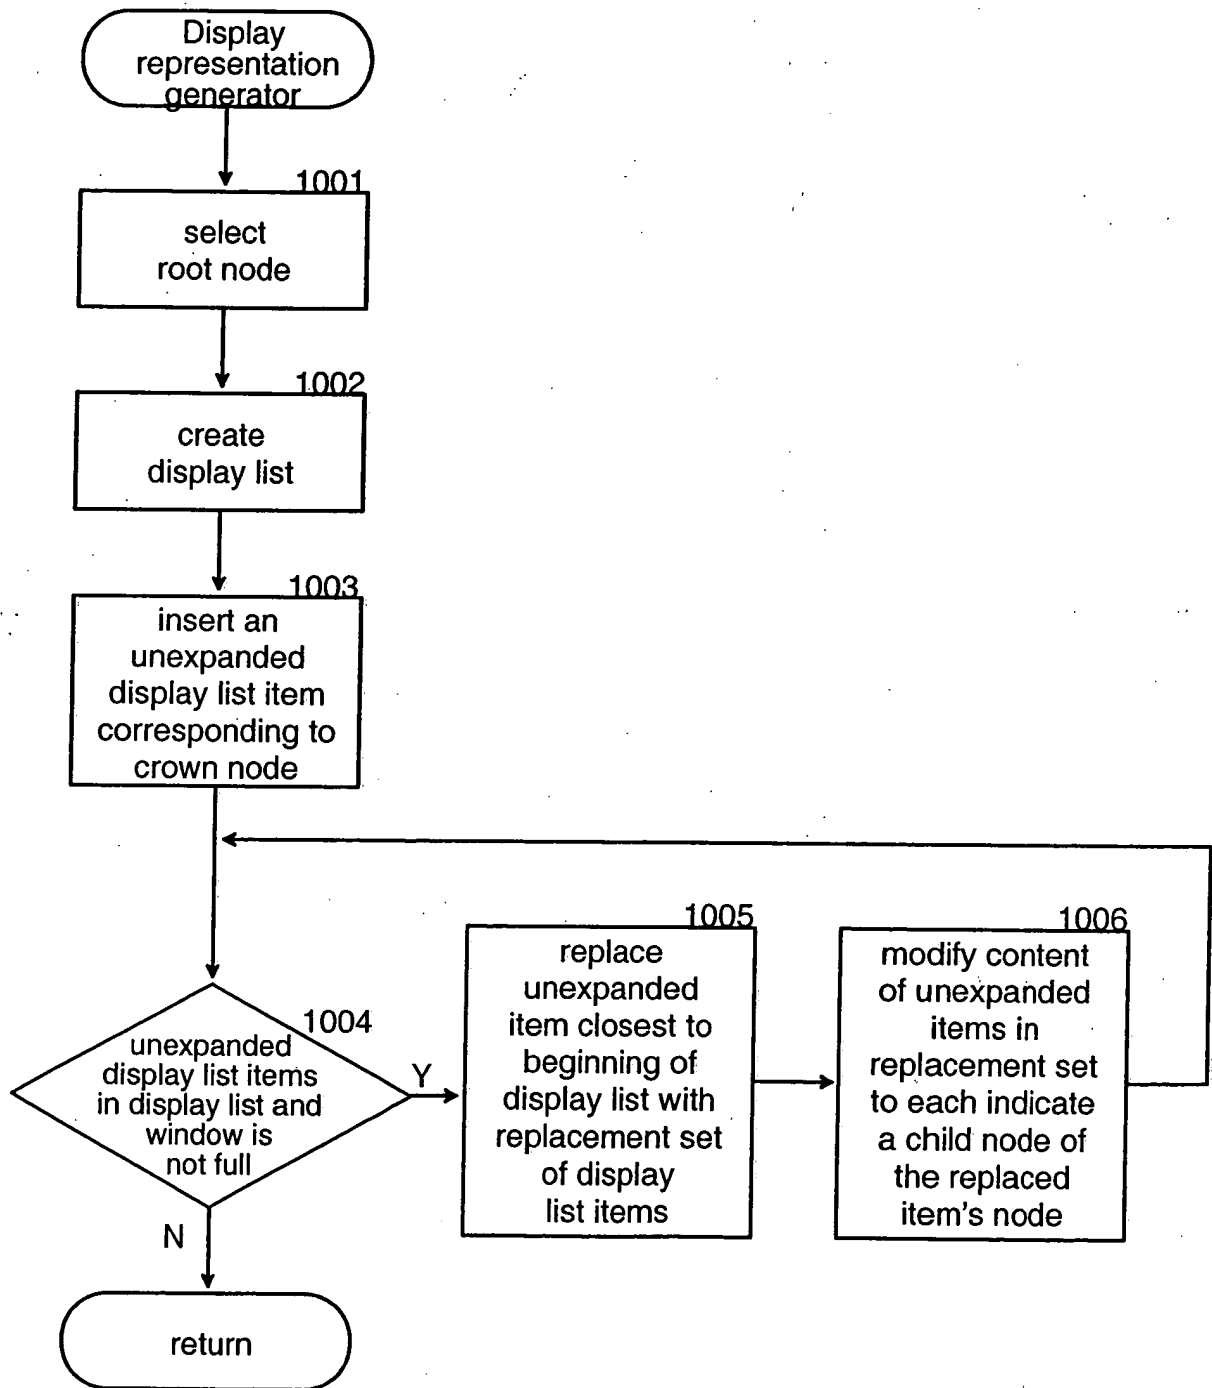 Display
representation
generator
1001
select
root node
1002
create
display list
1003
insert an
unexpanded
display list item
corresponding to
crown node
1004
unexpanded
display list items
in display list and
window is
not full
Y
N
1005
replace
unexpanded
item closest to
beginning of
display list with
replacement set
of display
list items
1006
modify content
of unexpanded
items in
replacement set
to each indicate
a child node of
the replaced
item's node
return